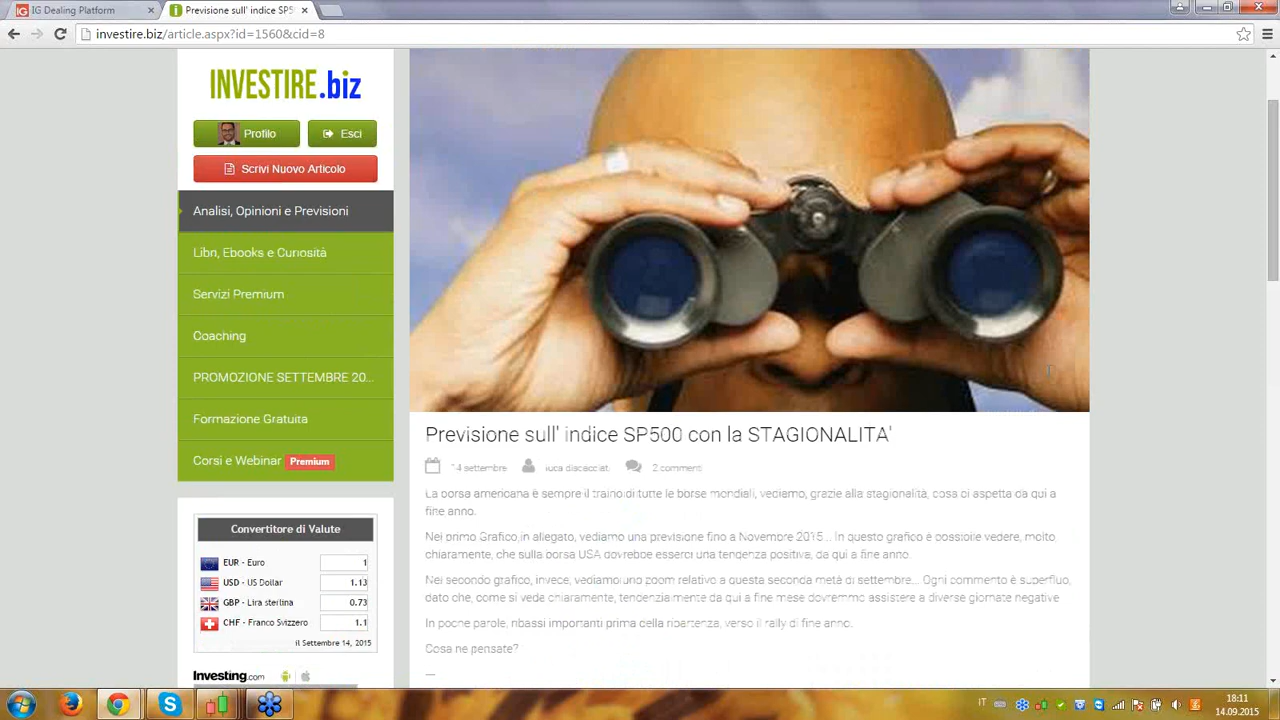 IG Dealing Platform
Previsione sull' indice SP5
investire.biz/article.aspx?id=1560&cid=8
INVESTIRE.biz
Profilo
Esci
Scrivi Nuovo Articolo
Analisi, Opinioni e Previsioni
Libri, Ebooks e Curiosità
Servizi Premium
Coaching
PROMOZIONE SETTEMBRE 20...
Formazione Gratuita
Corsi e Webinar Premium
Convertitore di Valute
EUR - Euro 1
USD - US Dollar 1.13
GBP - Lira sterlina 0.73
CHF - Franco Svizzero 1.1
il Settembre 14, 2015
Investing.com
Previsione sull' indice SP500 con la STAGIONALITA'
14 settembre luca discacciati 2 commenti
La borsa americana è sempre il traino di tutte le borse mondiali, vediamo, grazie alla stagionalità, cosa ci aspetta da qui a
fine anno.
Nel primo Grafico,in allegato, vediamo una previsione fino a Novembre 2015... In questo grafico è possibile vedere, molto
chiaramente, che sulla borsa USA dovrebbe esserci una tendenza positiva, da qui a fine anno.
Nel secondo grafico, invece, vediamo uno zoom relativo a questa seconda metà di settembre... Ogni commento è superfluo,
dato che, come si vede chiaramente, tendenzialmente da qui a fine mese dovremmo assistere a diverse giornate negative
In poche parole, ribassi importanti prima della ripartenza, verso il rally di fine anno.
Cosa ne pensate?
—
IT
18:11
14.09.2015